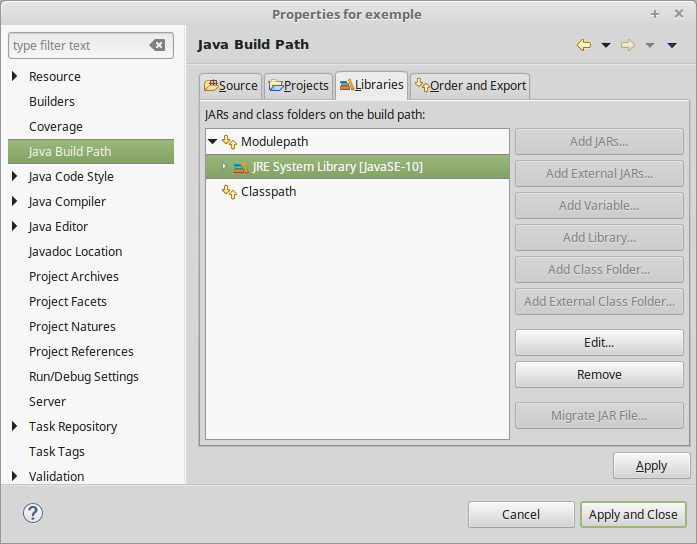 Properties for exemple
type filter text
Resource
Builders
Coverage
Java Build Path
Java Code Style
Java Compiler
Java Editor
Javadoc Location
Project Archives
Project Facets
Project Natures
Project References
Run/Debug Settings
Server
Task Repository
Task Tags
Validation
Java Build Path
Source
Projects
Libraries
Order and Export
JARs and class folders on the build path:
Modulepath
JRE System Library [JavaSE-10]
Classpath
Add JARs...
Add External JARs...
Add Variable...
Add Library...
Add Class Folder...
Add External Class Folder...
Edit...
Remove
Migrate JAR File...
Apply
?
Cancel
Apply and Close